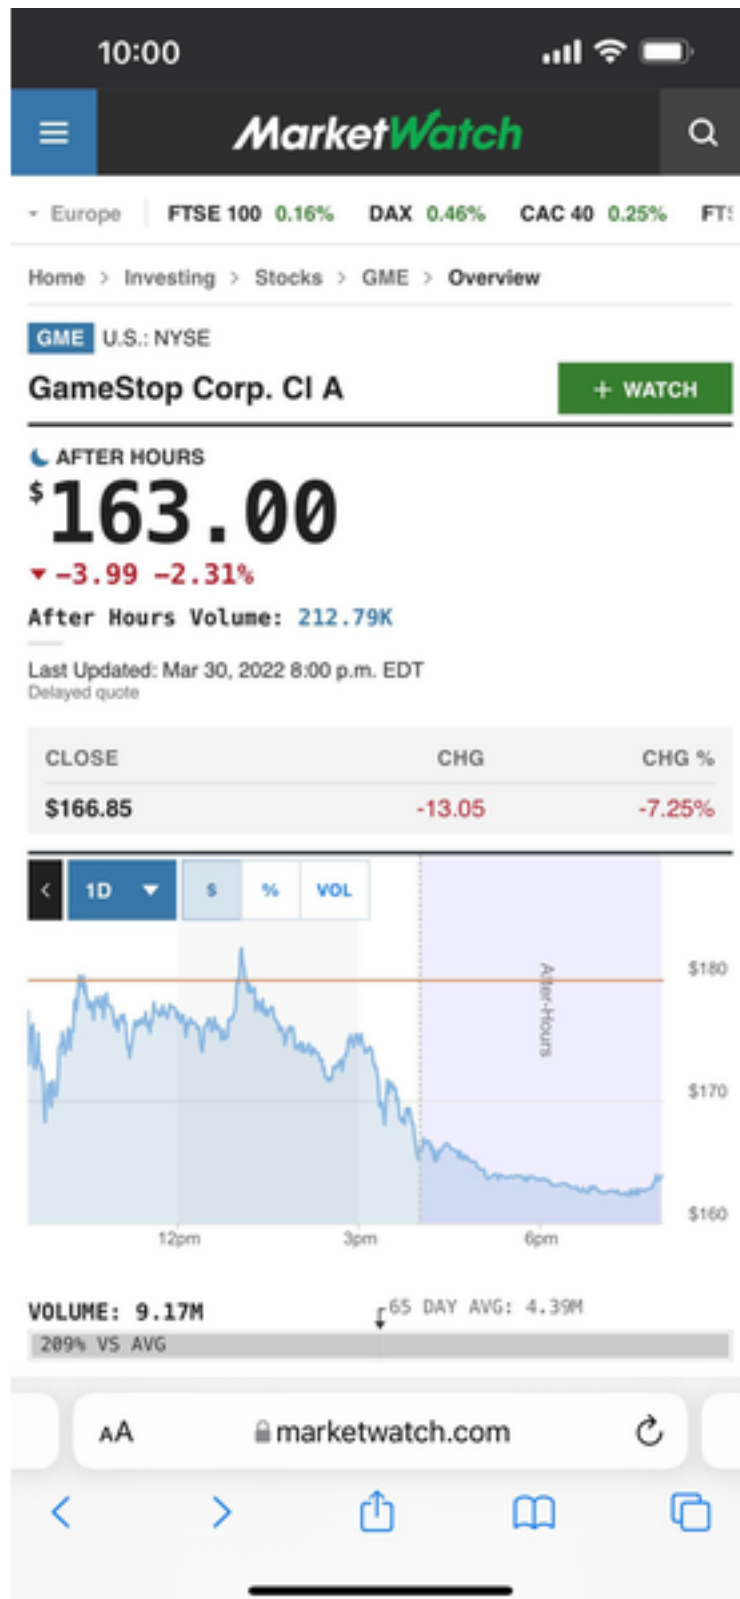 10:00
MarketWatch
Europe FTSE 100 0.16% DAX 0.46% CAC 40 0.25%
Home > Investing > Stocks > GME > Overview
GME U.S.: NYSE
GameStop Corp. Cl A
+ WATCH
AFTER HOURS
$163.00
-3.99 -2.31%
After Hours Volume: 212.79K
Last Updated: Mar 30, 2022 8:00 p.m. EDT
Delayed quote
CLOSE CHG CHG %
$166.85 -13.05 -7.25%
< 1D $ % VOL
After-Hours
$180
$170
$160
12pm 3pm 6pm
VOLUME: 9.17M 65 DAY AVG: 4.39M
209% VS AVG
AA marketwatch.com